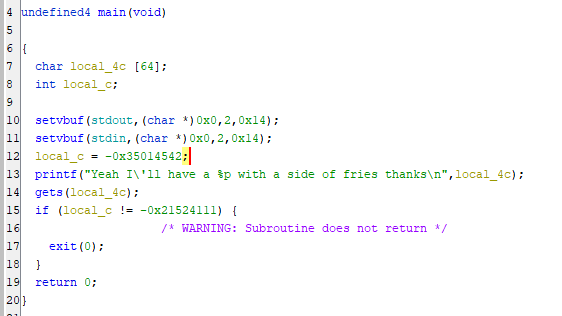 4 undefined4 main(void)
5
6 {
7 char local_4c [64];
8 int local_c;
9
10 setvbuf(stdout,(char *)0x0,2,0x14);
11 setvbuf(stdin,(char *)0x0,2,0x14);
12 local_c = -0x35014542;
13 printf("Yeah I\'ll have a %p with a side of fries thanks\n",local_4c);
14 gets(local_4c);
15 if (local_c != -0x21524111) {
16 /* WARNING: Subroutine does not return */
17 exit(0);
18 }
19 return 0;
20 }